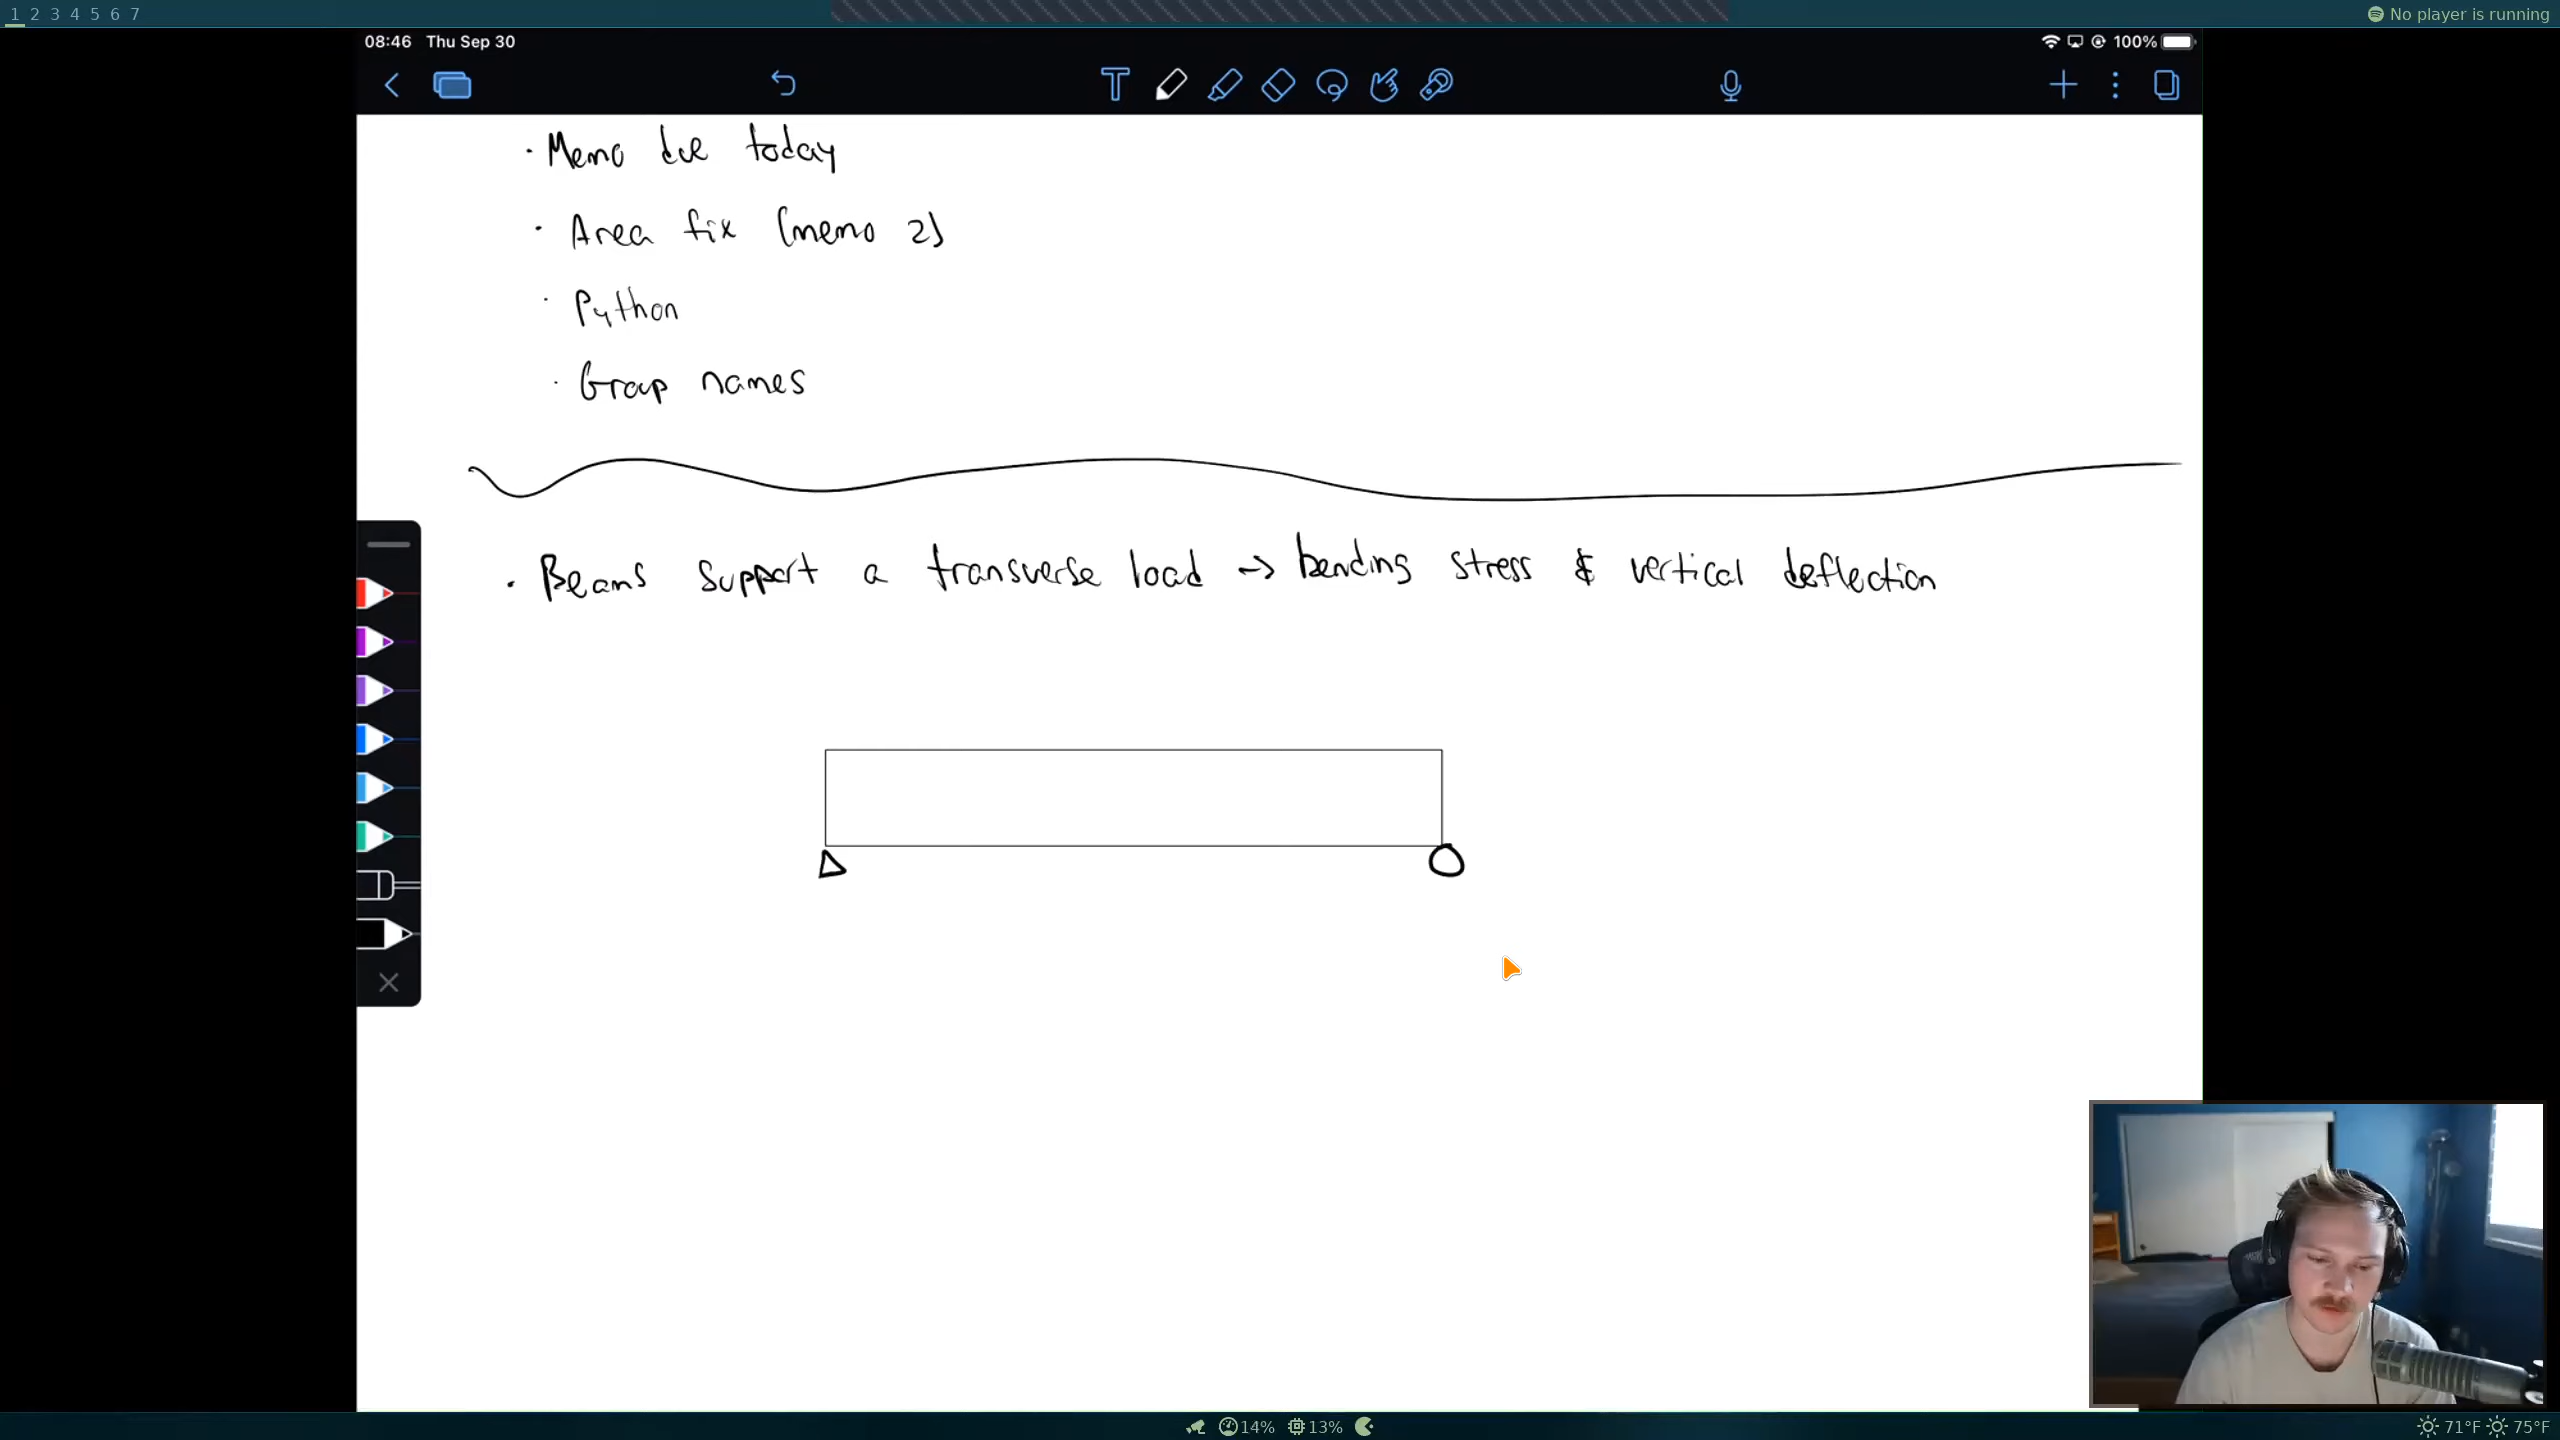 1 2 3 4 5 6 7
No player is running
08:46 Thu Sep 30
100%
T
· Memo due today
· Area fix (memo 2)
· Python
· Group names
· Beams support a transverse load → bending stress & vertical deflection
14% 13%
71°F 75°F